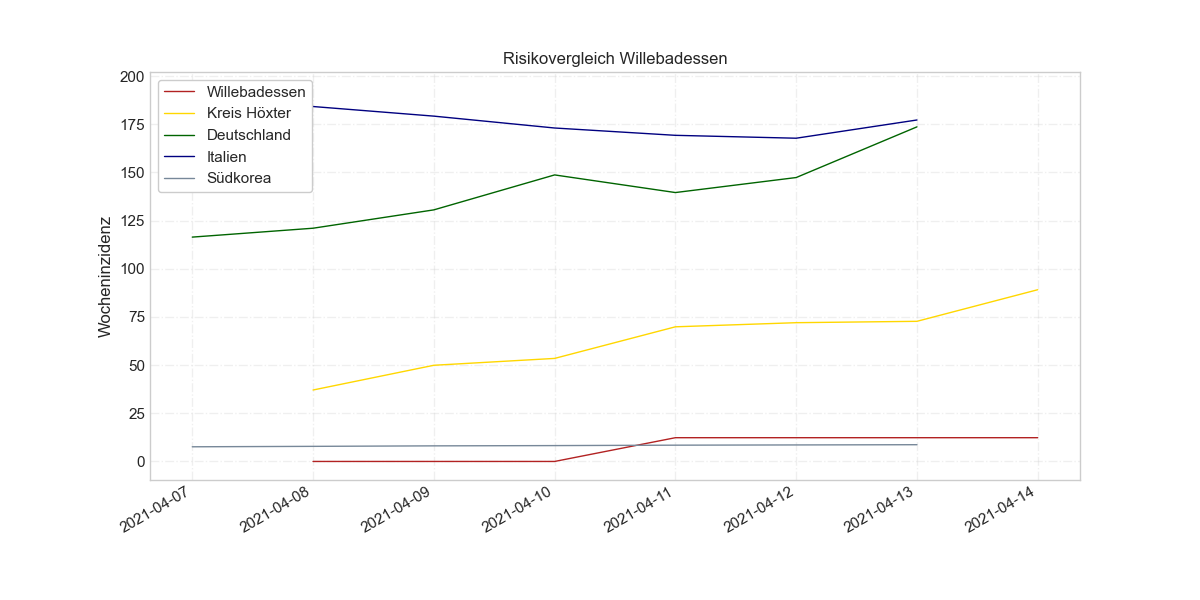 Risikovergleich Willebadessen
Willebadessen
Kreis Höxter
Deutschland
Italien
Südkorea
Wocheninzidenz
200
175
150
125
100
75
50
25
0
2021-04-07
2021-04-08
2021-04-09
2021-04-10
2021-04-11
2021-04-12
2021-04-13
2021-04-14